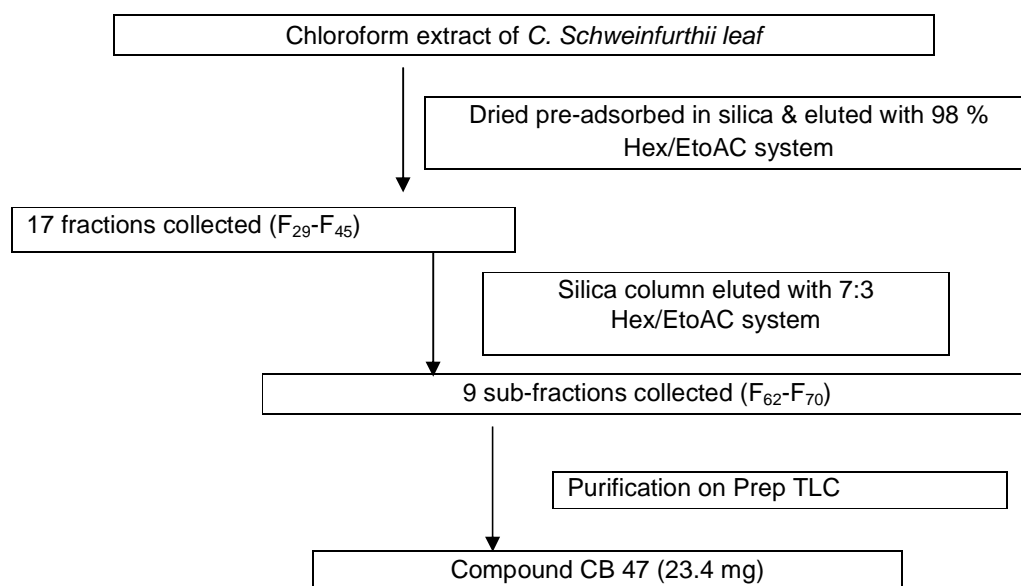 Chloroform extract of C. Schweinfurthii leaf
Dried pre-adsorbed in silica & eluted with 98 %
Hex/EtoAC system
17 fractions collected (F₂₉-F₄₅)
Silica column eluted with 7:3
Hex/EtoAC system
9 sub-fractions collected (F₆₂-F₇₀)
Purification on Prep TLC
Compound CB 47 (23.4 mg)